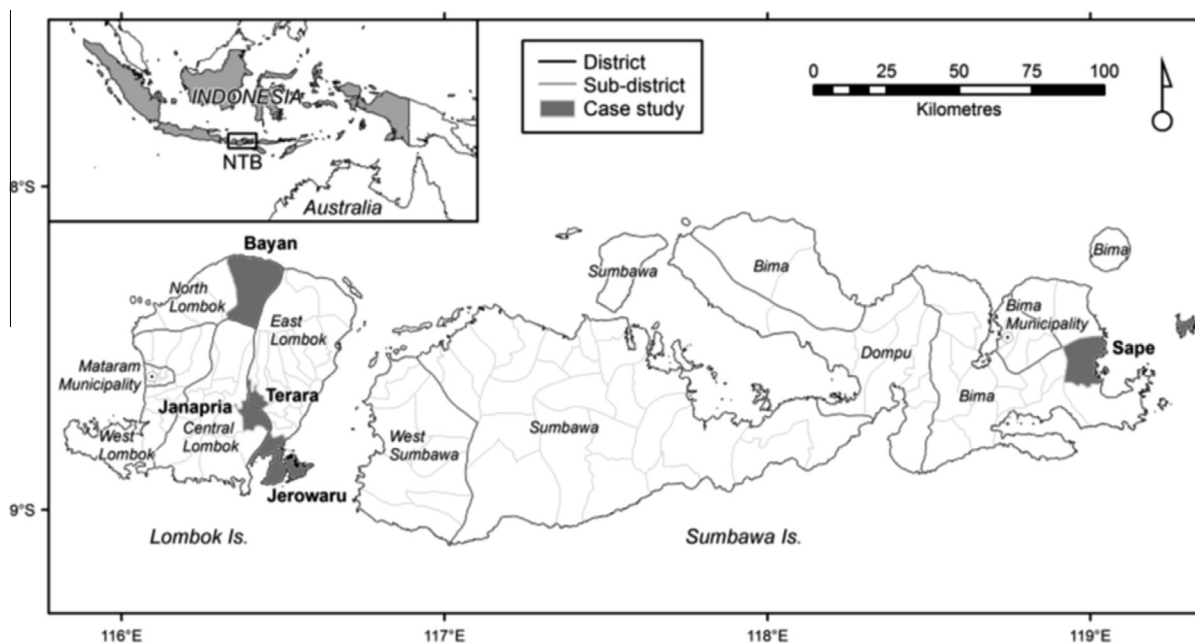 INDONESIA
NTB
Australia
District
Sub-district
Case study
0 25 50 75 100
Kilometres
8°S
9°S
Bayan
North
Lombok
East
Lombok
Mataram
Municipality
Terara
Janapria
Central
Lombok
West
Lombok
Jerowaru
Lombok Is.
Sumbawa
Bima
Bima
Bima
Municipality
Sape
Dompu
Bima
West
Sumbawa
Sumbawa
Sumbawa Is.
116°E 117°E 118°E 119°E